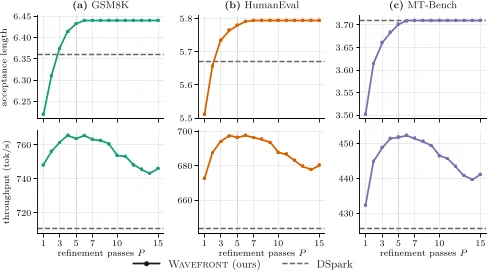 (a) GSM8K
(b) HumanEval
(c) MT-Bench
acceptance length
6.45
6.40
6.35
6.30
6.25
5.8
5.7
5.6
5.5
3.70
3.65
3.60
3.55
3.50
throughput (tok/s)
760
740
720
700
680
660
450
440
430
1 3 5 7 10 15
1 3 5 7 10 15
1 3 5 7 10 15
refinement passes P
refinement passes P
refinement passes P
WAVEFRONT (ours) DSpark